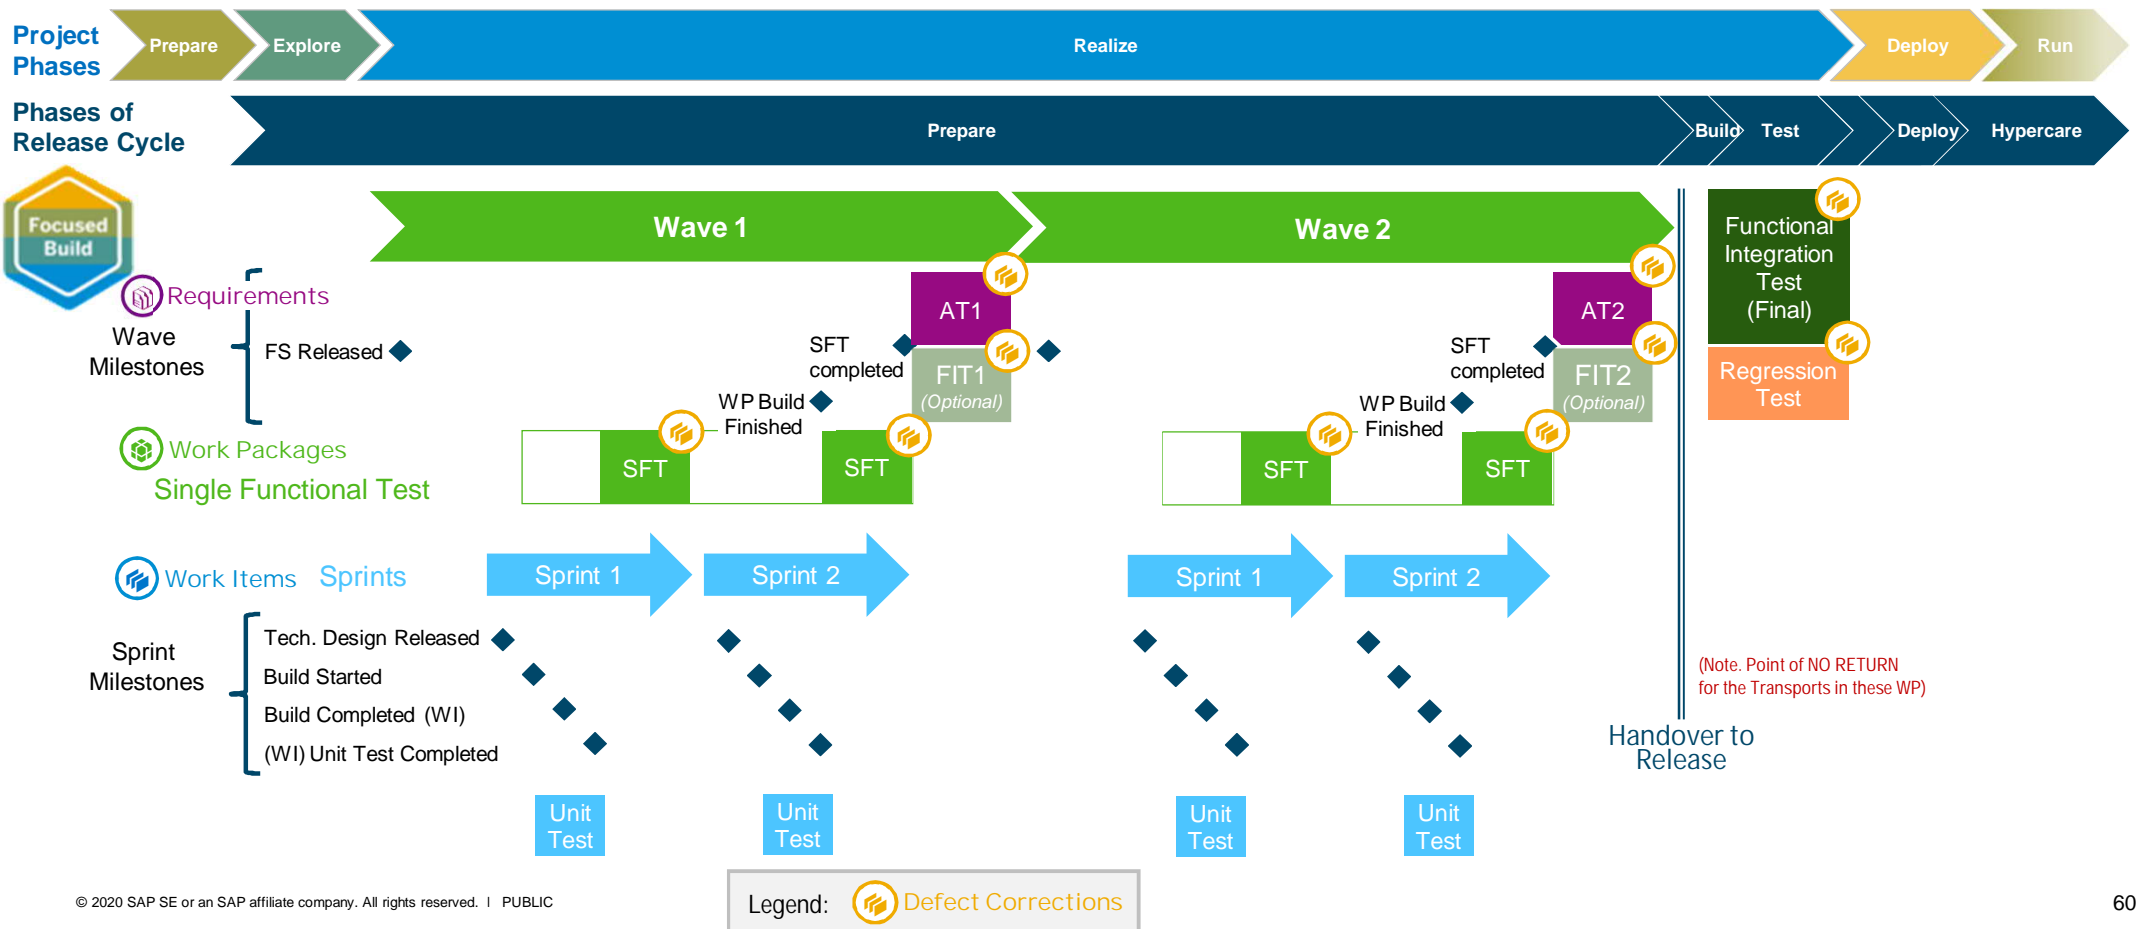 Project
Phases
Prepare
Explore
Realize
Deploy
Run
Phases of
Release Cycle
Prepare
Build
Test
Deploy
Hypercare
Focused
Build
Wave 1
Wave 2
Functional
Integration
Test
(Final)
Requirements
AT1
AT2
Wave
Milestones
FS Released
SFT
completed
FIT1
(Optional)
SFT
completed
FIT2
(Optional)
Regression
Test
WP Build
Finished
WP Build
Finished
Work Packages
Single Functional Test
SFT
SFT
SFT
SFT
Work Items
Sprints
Sprint 1
Sprint 2
Sprint 1
Sprint 2
Sprint
Milestones
Tech. Design Released
Build Started
Build Completed (WI)
(WI) Unit Test Completed
(Note. Point of NO RETURN
for the Transports in these WP)
Handover to
Release
Unit
Test
Unit
Test
Unit
Test
Unit
Test
Legend:
Defect Corrections
© 2020 SAP SE or an SAP affiliate company. All rights reserved. I PUBLIC
60